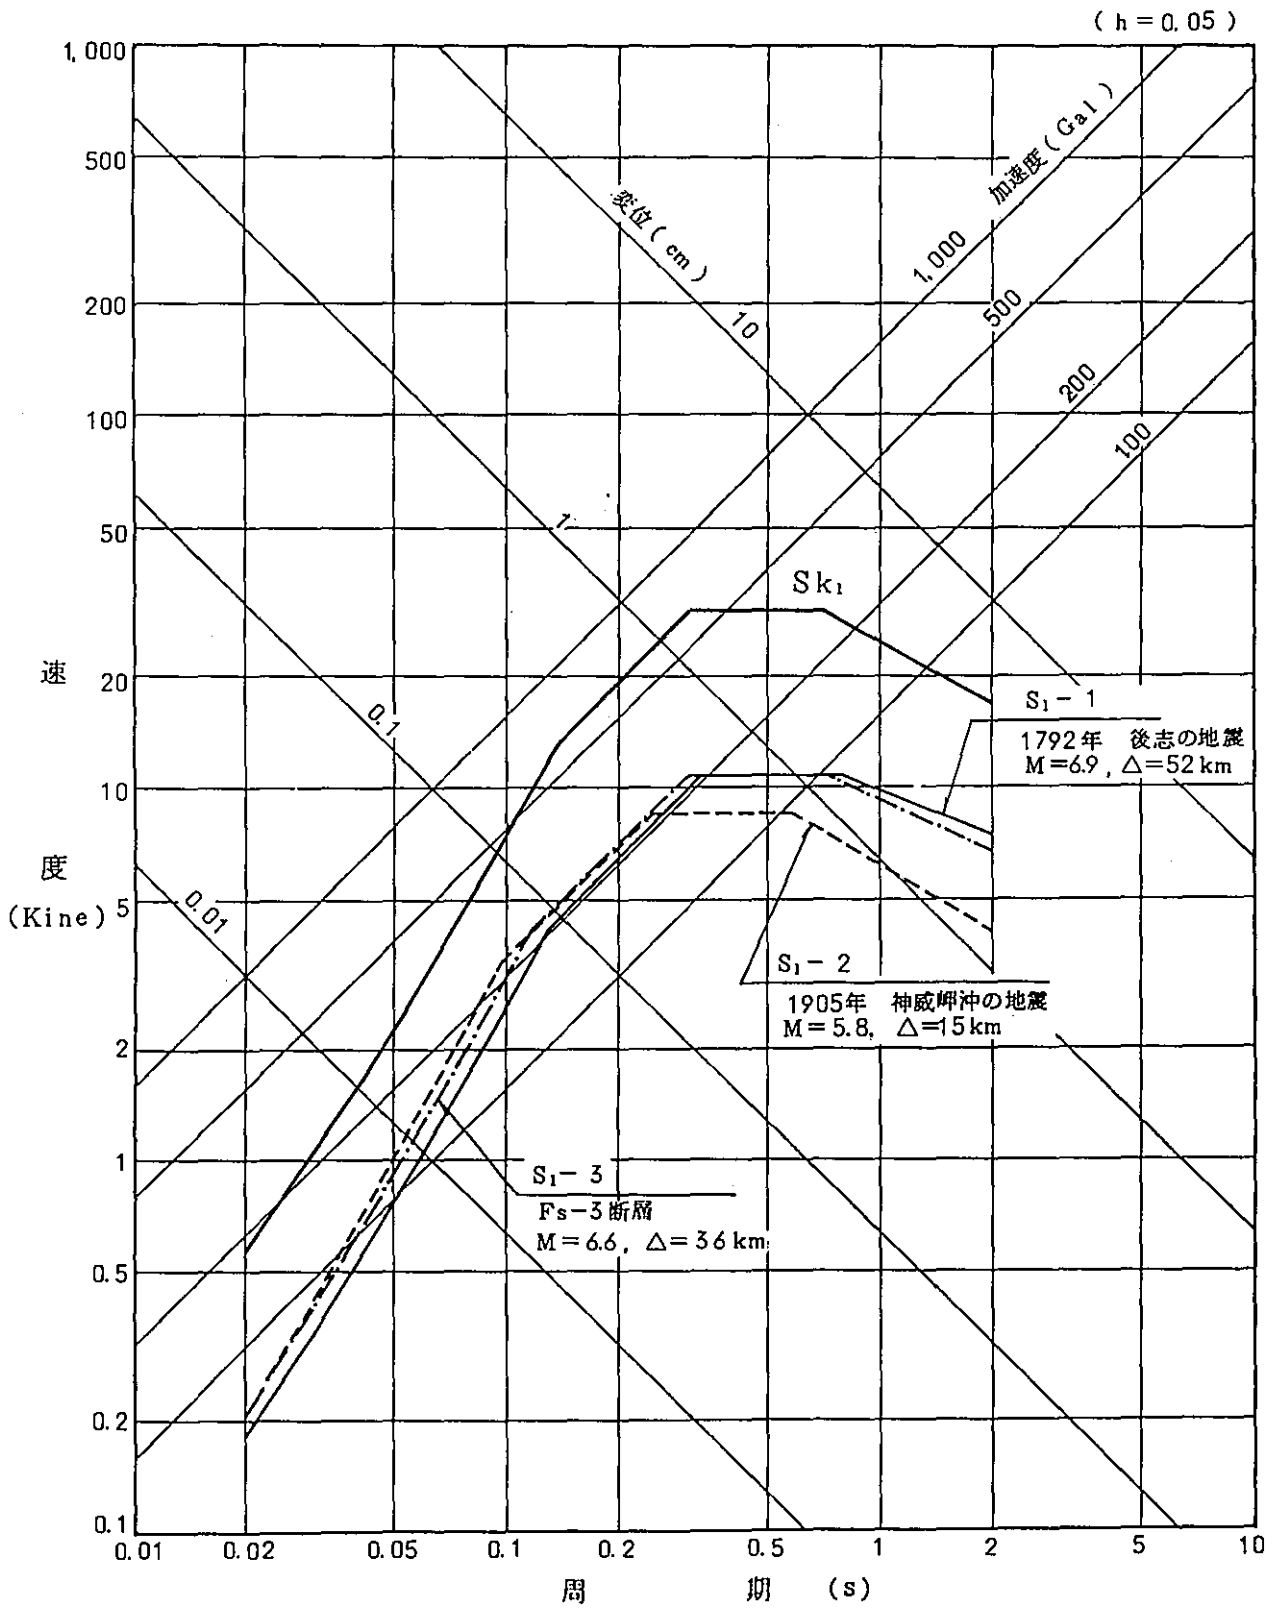 ( h = 0.05 )
1,000
500
200
100
50
20
10
5
2
1
0.5
0.2
0.1
速
度
(Kine)
変位 ( cm )
10
1
0.1
0.01
加速度 ( Gal )
1,000
500
200
100
Sk₁
S₁－1
1792年 後志の地震
M＝6.9 , △＝52 km
S₁－2
1905年 神威岬沖の地震
M＝5.8, △＝15 km
S₁－3
Fs－3断層
M＝6.6 , △＝36 km
0.01
0.02
0.05
0.1
0.2
0.5
1
2
5
10
周 期 (s)